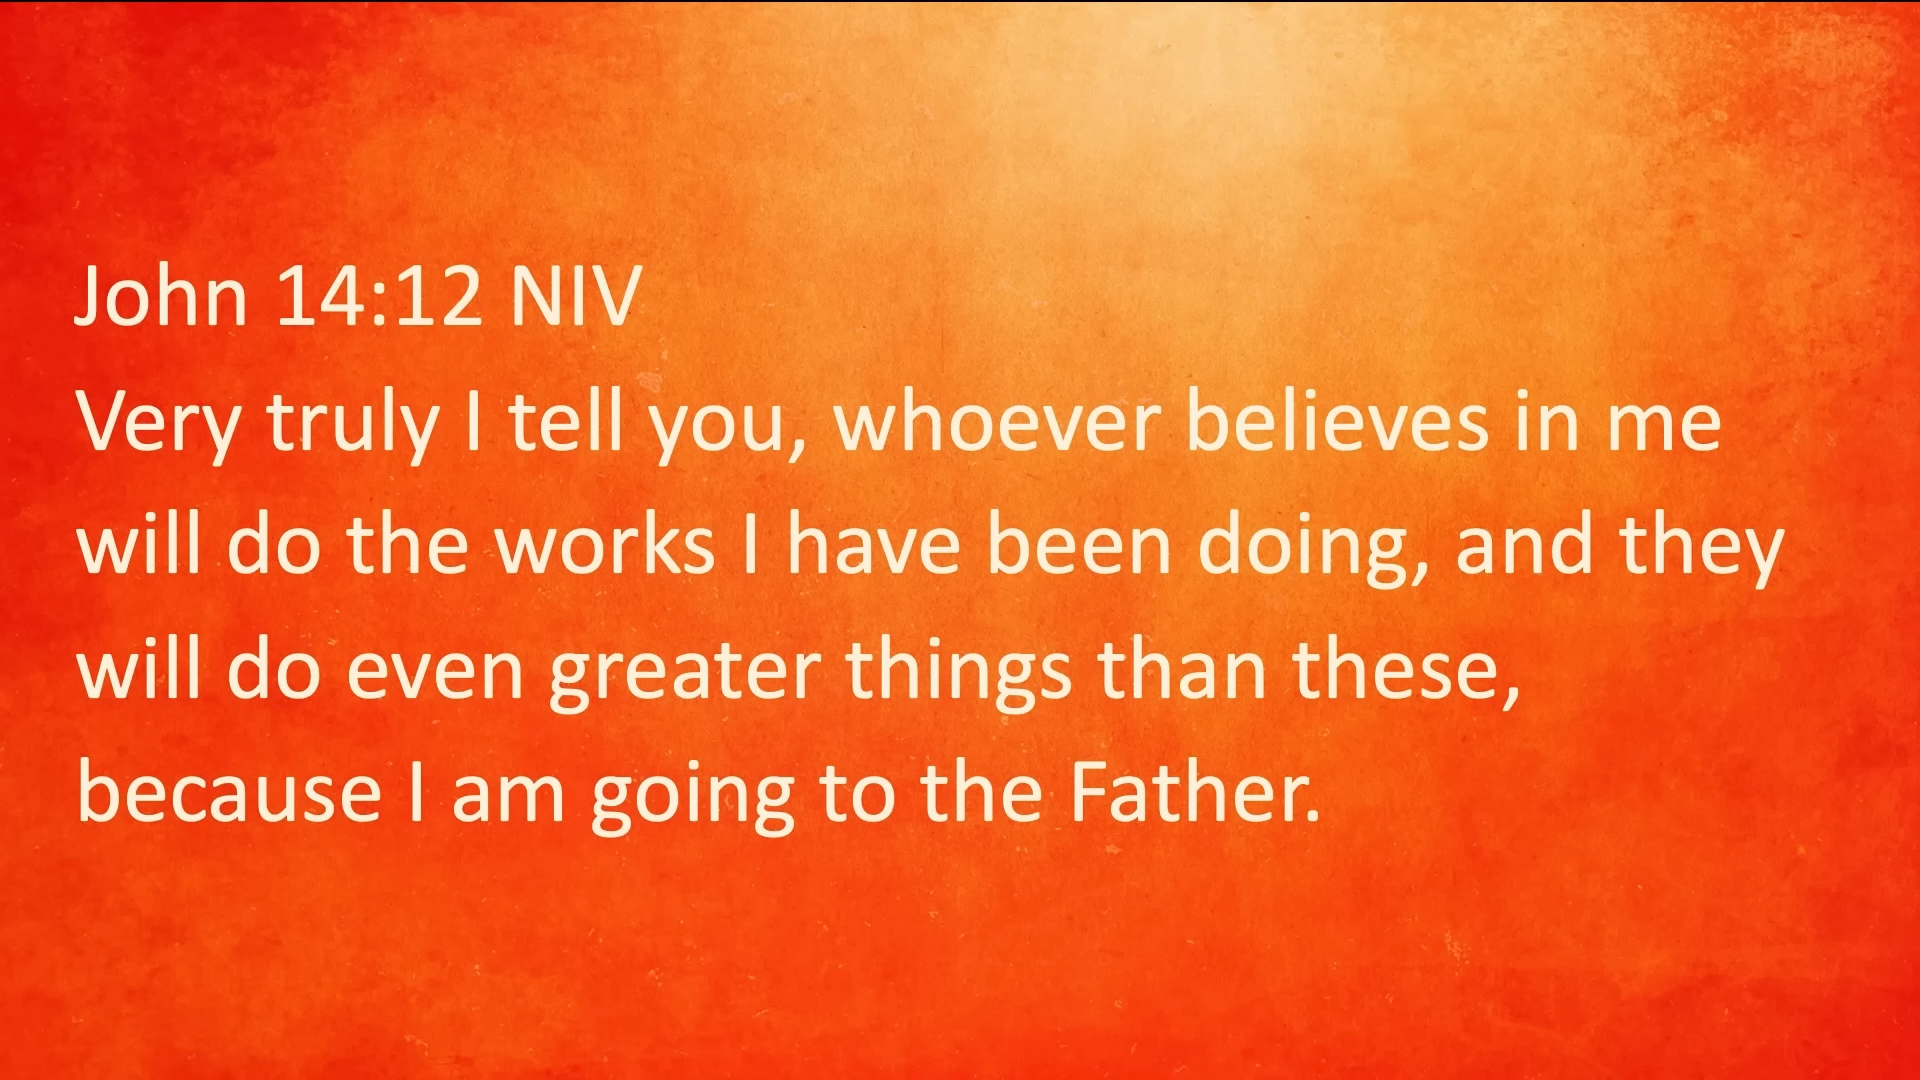 John 14:12 NIV
Very truly I tell you, whoever believes in me
will do the works I have been doing, and they
will do even greater things than these,
because I am going to the Father.